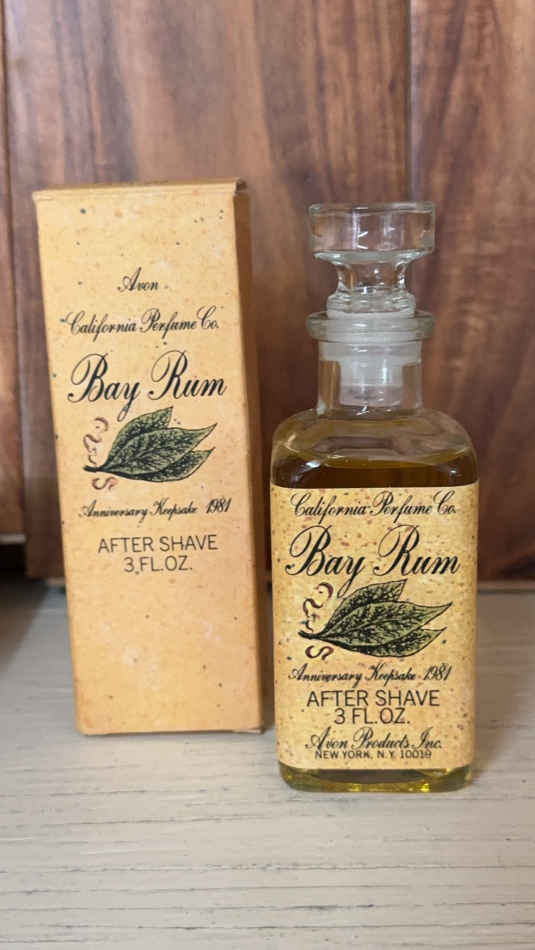 Avon
California Perfume Co.
Bay Rum
Anniversary Keepsake 1981
AFTER SHAVE
3 FL.OZ.
California Perfume Co.
Bay Rum
Anniversary Keepsake 1981
AFTER SHAVE
3 FL.OZ.
Avon Products Inc.
NEW YORK, N.Y. 10019